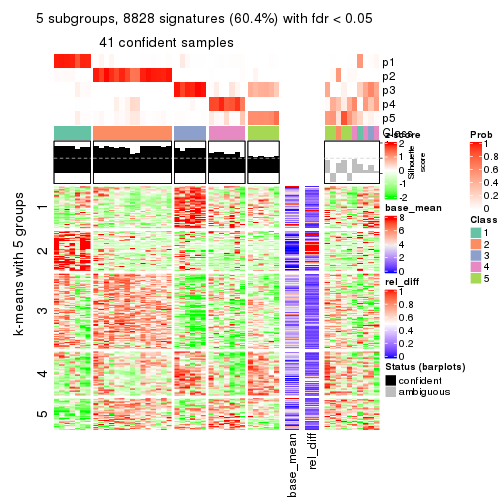 5 subgroups, 8828 signatures (60.4%) with fdr < 0.05
41 confident samples
p1
p2
p3
p4
p5
Class
k-means with 5 groups
1
2
3
4
5
base_mean
rel_diff
Silhouette
score
z-score
2
1
0
-1
-2
base_mean
8
6
4
2
0
rel_diff
1
0.8
0.6
0.4
0.2
0
Status (barplots)
confident
ambiguous
Prob
1
0.8
0.6
0.4
0.2
0
Class
1
2
3
4
5